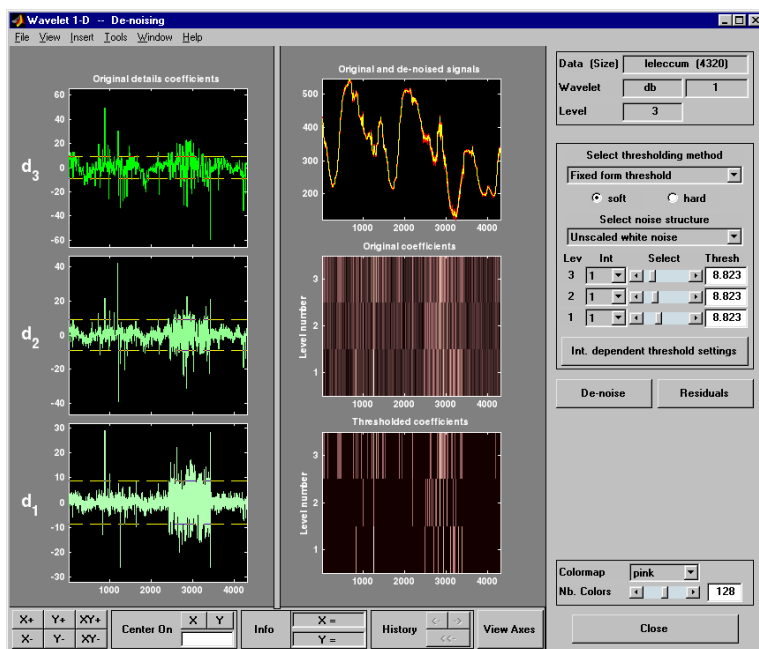 Wavelet 1-D -- De-noising
File View Insert Tools Window Help
Original details coefficients
60
40
20
0
-20
-40
-60
d3
40
20
0
-20
-40
d2
30
20
10
0
-10
-20
-30
d1
1000 2000 3000 4000
Original and de-noised signals
500
400
300
200
1000 2000 3000 4000
Original coefficients
Level number
3
2
1
1000 2000 3000 4000
Thresholded coefficients
Level number
3
2
1
1000 2000 3000 4000
Data (Size) leleccum (4320)
Wavelet db 1
Level 3
Select thresholding method
Fixed form threshold
soft hard
Select noise structure
Unscaled white noise
Lev Int Select Thresh
3 1 8.823
2 1 8.823
1 1 8.823
Int. dependent threshold settings
De-noise Residuals
Colormap pink
Nb. Colors 128
Close
X+ Y+ XY+
X- Y- XY-
Center On X Y
Info X =
Y =
History <- ->
<<-
View Axes